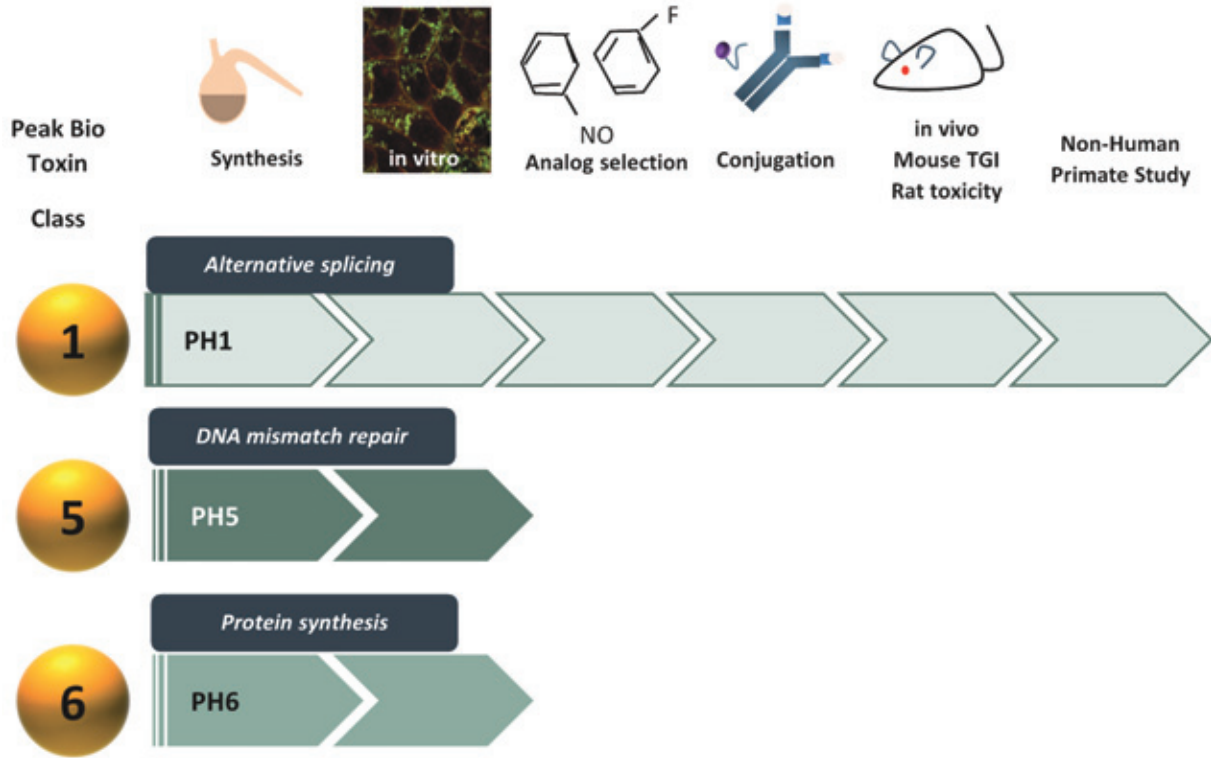 Peak Bio
Toxin
Class
Synthesis
in vitro
F
NO
Analog selection
Conjugation
in vivo
Mouse TGI
Rat toxicity
Non-Human
Primate Study
Alternative splicing
1
PH1
DNA mismatch repair
5
PH5
Protein synthesis
6
PH6